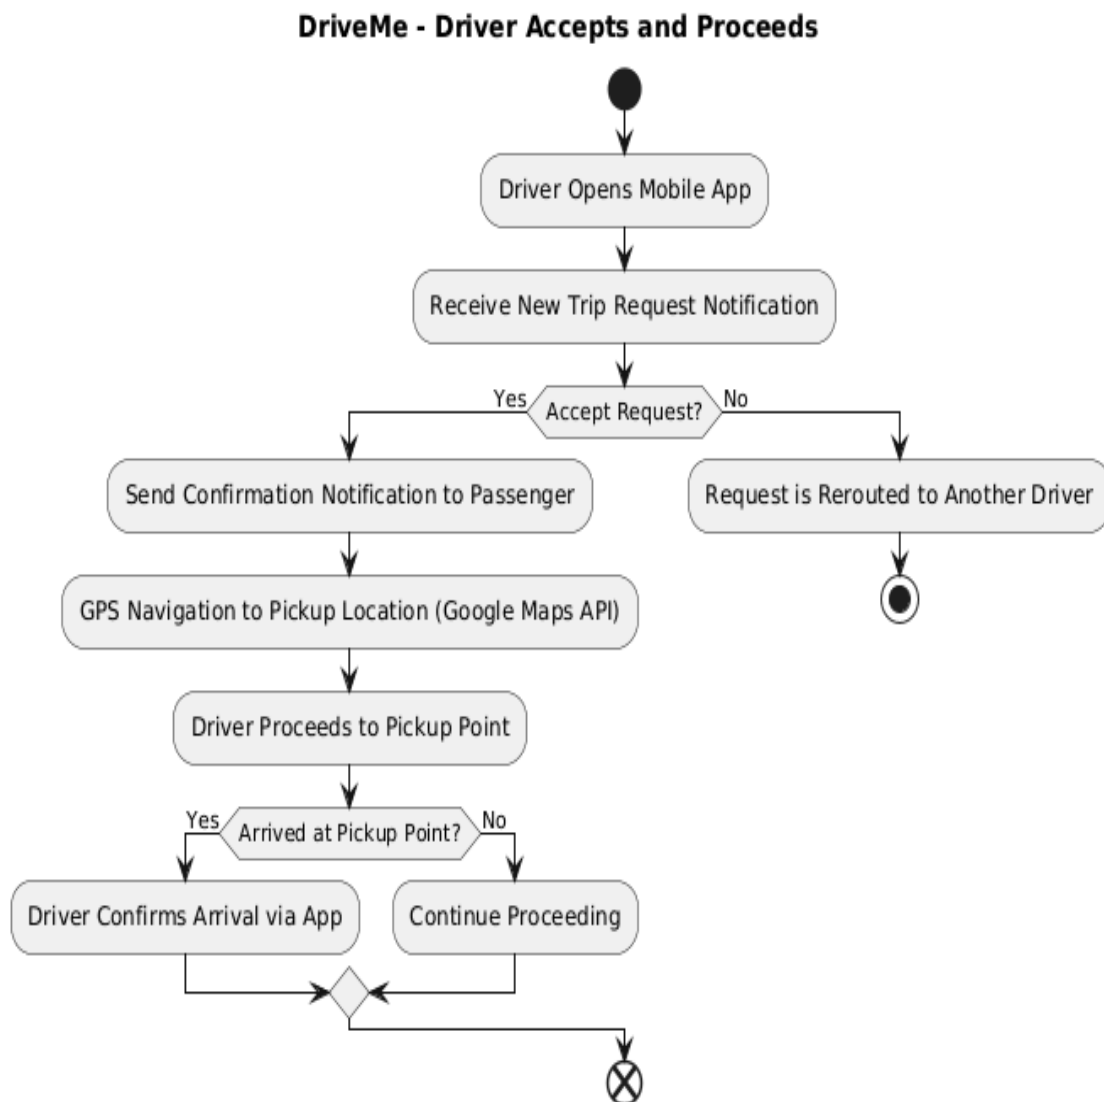 DriveMe - Driver Accepts and Proceeds
Driver Opens Mobile App
Receive New Trip Request Notification
Accept Request?
Yes
No
Send Confirmation Notification to Passenger
Request is Rerouted to Another Driver
GPS Navigation to Pickup Location (Google Maps API)
Driver Proceeds to Pickup Point
Arrived at Pickup Point?
Yes
No
Driver Confirms Arrival via App
Continue Proceeding